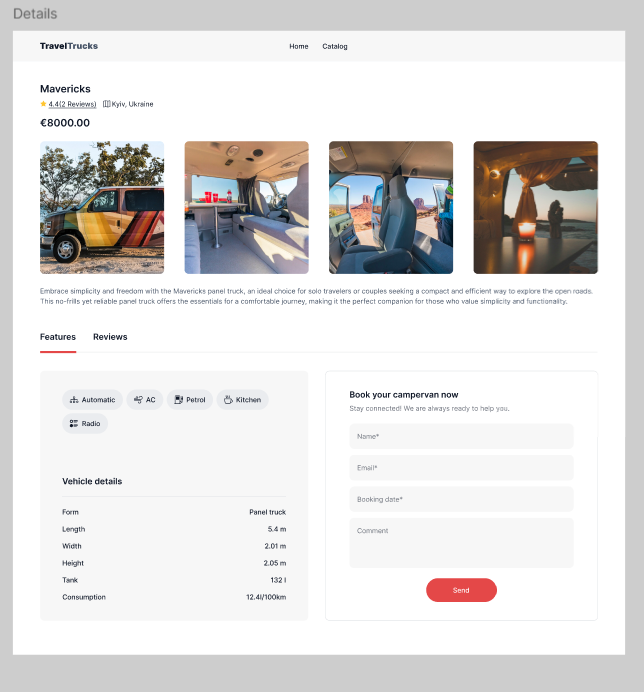 Details
TravelTrucks
Home Catalog
Mavericks
4.4(2 Reviews) Kyiv, Ukraine
€8000.00
Embrace simplicity and freedom with the Mavericks panel truck, an ideal choice for solo travelers or couples seeking a compact and efficient way to explore the open roads.
This no-frills yet reliable panel truck offers the essentials for a comfortable journey, making it the perfect companion for those who value simplicity and functionality.
Features Reviews
Automatic AC Petrol Kitchen
Radio
Vehicle details
Form Panel truck
Length 5.4 m
Width 2.01 m
Height 2.05 m
Tank 132 l
Consumption 12.4l/100km
Book your campervan now
Stay connected! We are always ready to help you.
Name*
Email*
Booking date*
Comment
Send